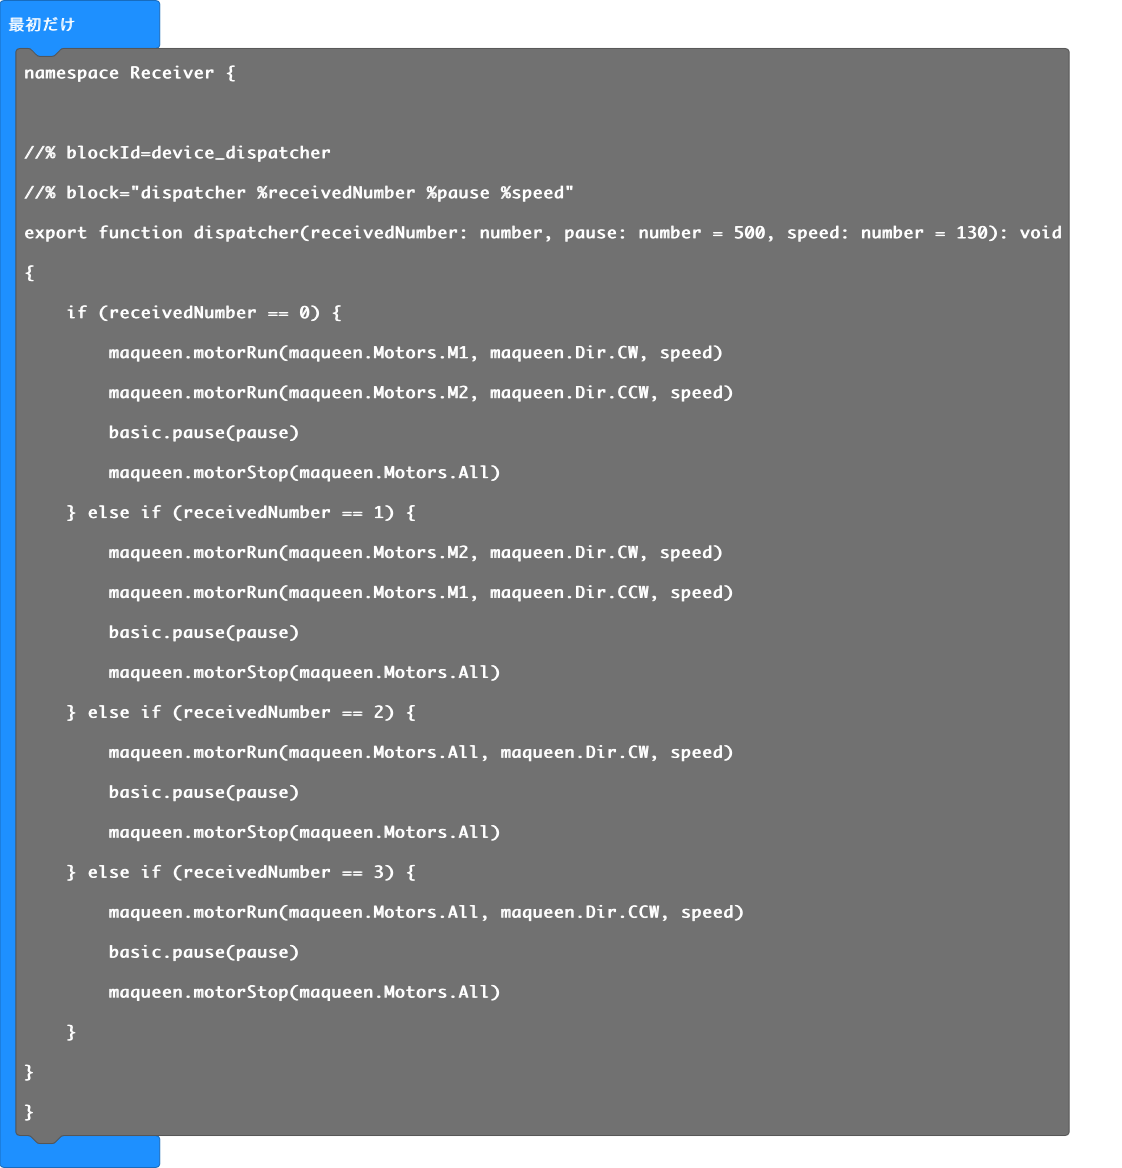 最初だけ
namespace Receiver {
//% blockId=device_dispatcher
//% block="dispatcher %receivedNumber %pause %speed"
export function dispatcher(receivedNumber: number, pause: number = 500, speed: number = 130): void
{
    if (receivedNumber == 0) {
        maqueen.motorRun(maqueen.Motors.M1, maqueen.Dir.CW, speed)
        maqueen.motorRun(maqueen.Motors.M2, maqueen.Dir.CCW, speed)
        basic.pause(pause)
        maqueen.motorStop(maqueen.Motors.All)
    } else if (receivedNumber == 1) {
        maqueen.motorRun(maqueen.Motors.M2, maqueen.Dir.CW, speed)
        maqueen.motorRun(maqueen.Motors.M1, maqueen.Dir.CCW, speed)
        basic.pause(pause)
        maqueen.motorStop(maqueen.Motors.All)
    } else if (receivedNumber == 2) {
        maqueen.motorRun(maqueen.Motors.All, maqueen.Dir.CW, speed)
        basic.pause(pause)
        maqueen.motorStop(maqueen.Motors.All)
    } else if (receivedNumber == 3) {
        maqueen.motorRun(maqueen.Motors.All, maqueen.Dir.CCW, speed)
        basic.pause(pause)
        maqueen.motorStop(maqueen.Motors.All)
    }
}
}